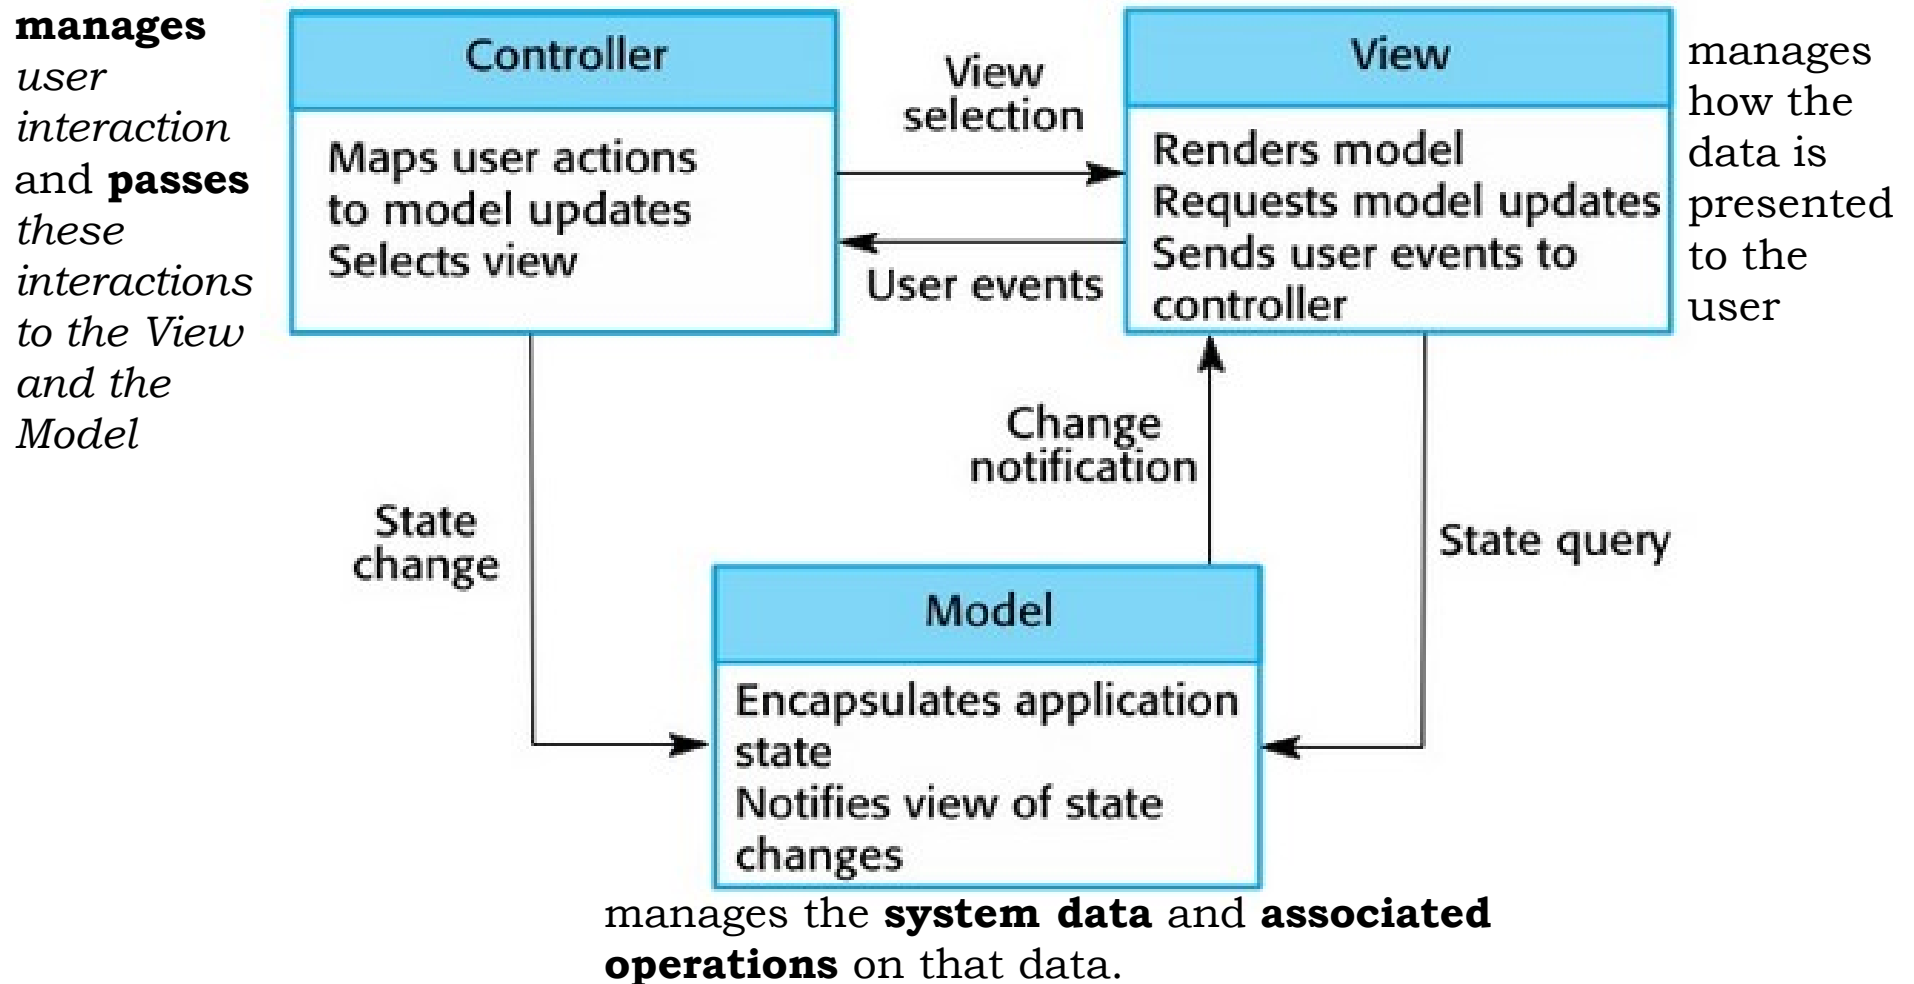 manages
user
interaction
and passes
these
interactions
to the View
and the
Model
Controller
Maps user actions
to model updates
Selects view
View
selection
User events
View
Renders model
Requests model updates
Sends user events to
controller
manages
how the
data is
presented
to the
user
State
change
Change
notification
State query
Model
Encapsulates application
state
Notifies view of state
changes
manages the system data and associated
operations on that data.